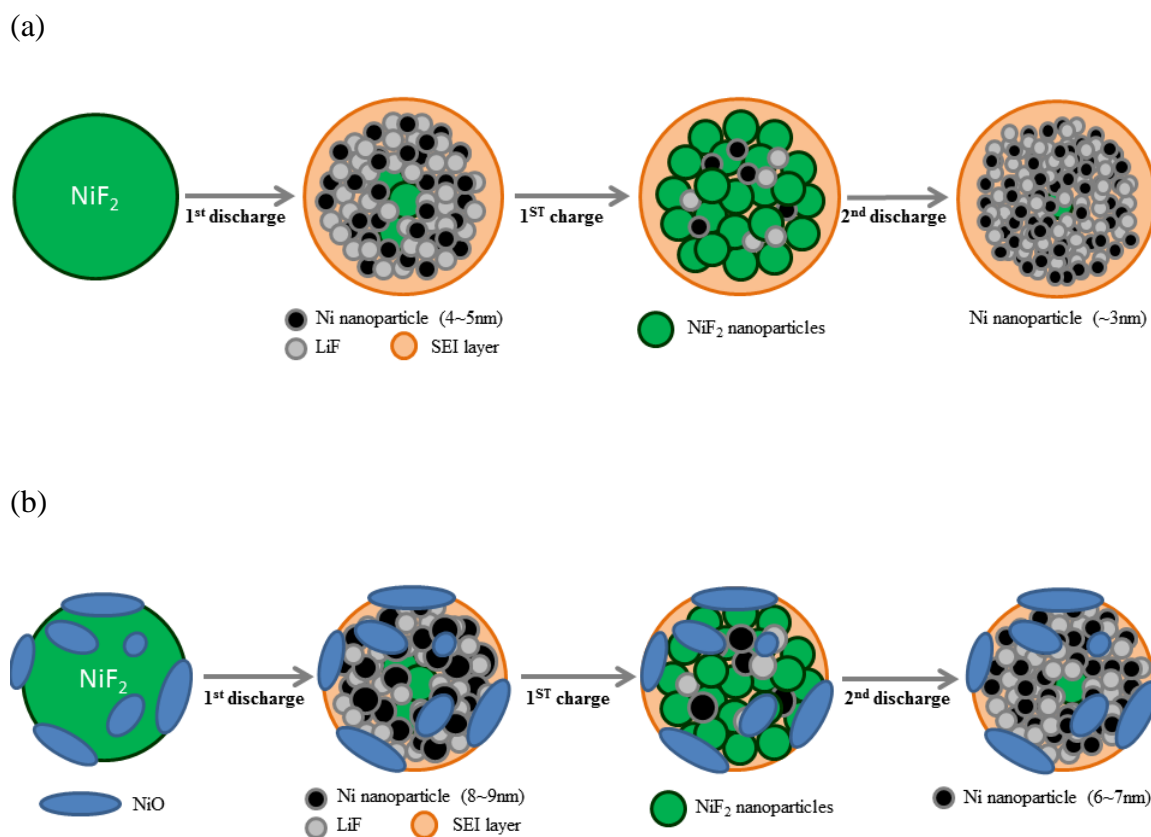 (a)
NiF₂
1ˢᵗ discharge
1ˢᵀ charge
2ⁿᵈ discharge
Ni nanoparticle (4~5nm)
LiF
SEI layer
NiF₂ nanoparticles
Ni nanoparticle (~3nm)
(b)
NiF₂
1ˢᵗ discharge
1ˢᵀ charge
2ⁿᵈ discharge
NiO
Ni nanoparticle (8~9nm)
LiF
SEI layer
NiF₂ nanoparticles
Ni nanoparticle (6~7nm)